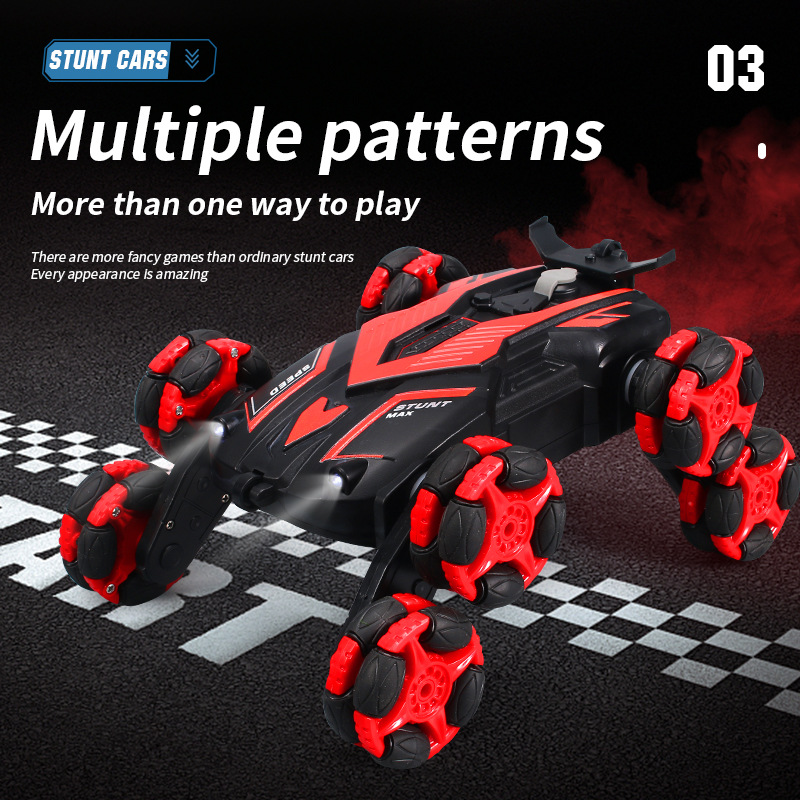 STUNT CARS
03
Multiple patterns
More than one way to play
There are more fancy games than ordinary stunt cars
Every appearance is amazing
SPEED
STUNT
MAX
START